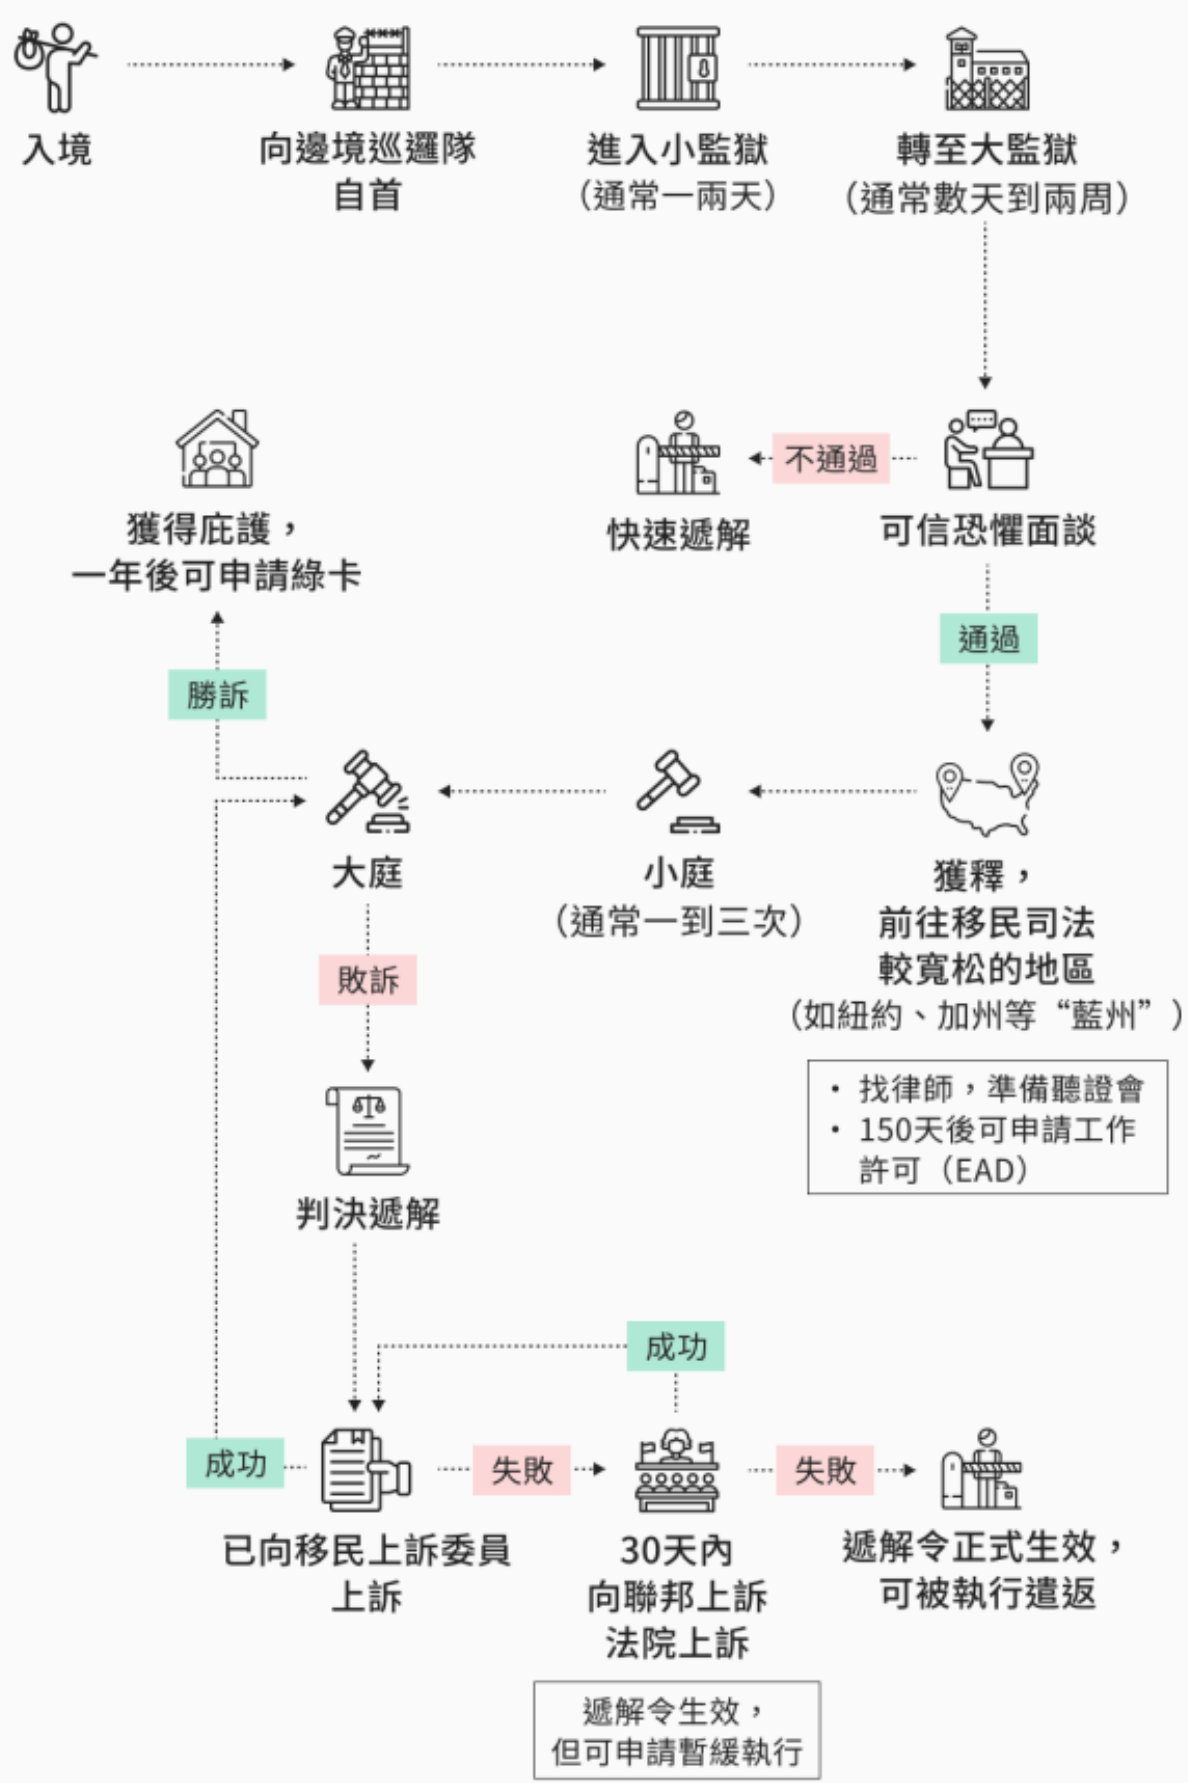 入境
向邊境巡邏隊
自首
進入小監獄
（通常一兩天）
轉至大監獄
（通常數天到兩周）
可信恐懼面談
不通過
快速遞解
通過
獲釋，
前往移民司法
較寬松的地區
（如紐約、加州等“藍州”）
• 找律師，準備聽證會
• 150天後可申請工作
許可（EAD）
小庭
（通常一到三次）
大庭
勝訴
獲得庇護，
一年後可申請綠卡
敗訴
判決遞解
已向移民上訴委員
上訴
成功
失敗
30天內
向聯邦上訴
法院上訴
遞解令生效，
但可申請暫緩執行
成功
失敗
遞解令正式生效，
可被執行遣返